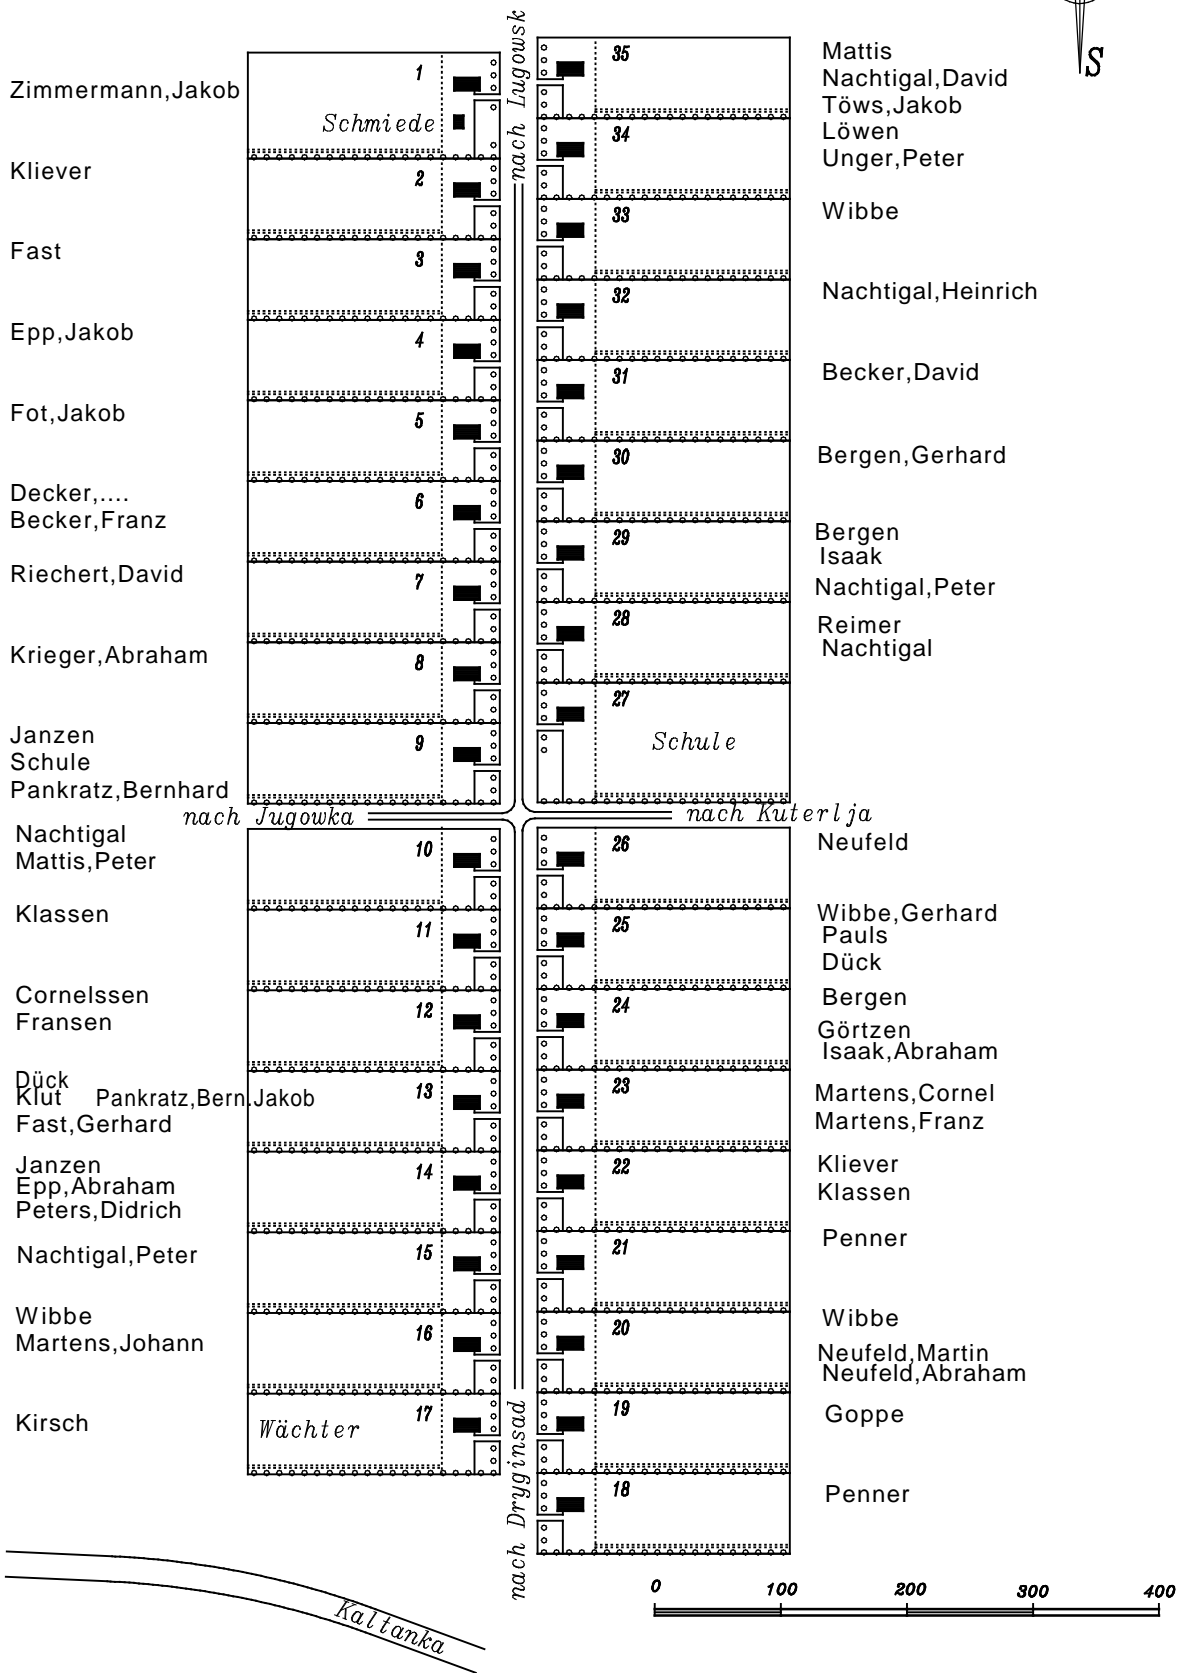 S
nach Lugowsk
Zimmermann,Jakob
1
Schmiede
Kliever
2
Fast
3
Epp,Jakob
4
Fot,Jakob
5
Decker,....
Becker,Franz
6
Riechert,David
7
Krieger,Abraham
8
Janzen
Schule
Pankratz,Bernhard
9
35
Mattis
Nachtigal,David
Töws,Jakob
34
Löwen
Unger,Peter
33
Wibbe
32
Nachtigal,Heinrich
31
Becker,David
30
Bergen,Gerhard
29
Bergen
Isaak
Nachtigal,Peter
28
Reimer
Nachtigal
27
Schule
nach Jugowka
nach Kuterlja
Nachtigal
Mattis,Peter
10
Klassen
11
Cornelssen
Fransen
12
Dück
Klut Pankratz,Bern.Jakob
Fast,Gerhard
13
Janzen
Epp,Abraham
Peters,Didrich
14
Nachtigal,Peter
15
Wibbe
Martens,Johann
16
Kirsch
Wächter
17
26
Neufeld
25
Wibbe,Gerhard
Pauls
Dück
24
Bergen
Görtzen
Isaak,Abraham
23
Martens,Cornel
Martens,Franz
22
Kliever
Klassen
21
Penner
20
Wibbe
Neufeld,Martin
Neufeld,Abraham
19
Goppe
18
Penner
nach Dryginsad
Kaltanka
0 100 200 300 400